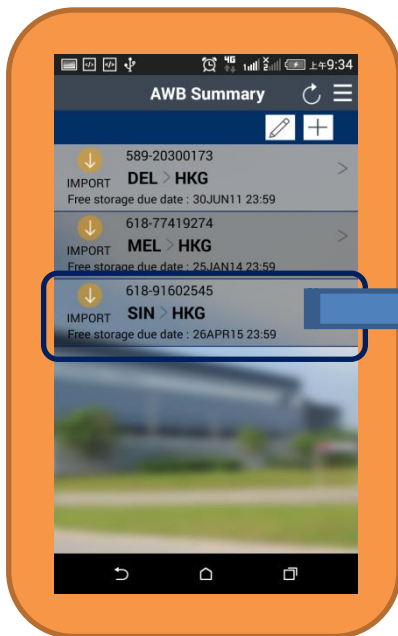 4G 上午9:34
AWB Summary
589-20300173
IMPORT DEL > HKG
Free storage due date : 30JUN11 23:59
618-77419274
IMPORT MEL > HKG
Free storage due date : 25JAN14 23:59
618-91602545
IMPORT SIN > HKG
Free storage due date : 26APR15 23:59